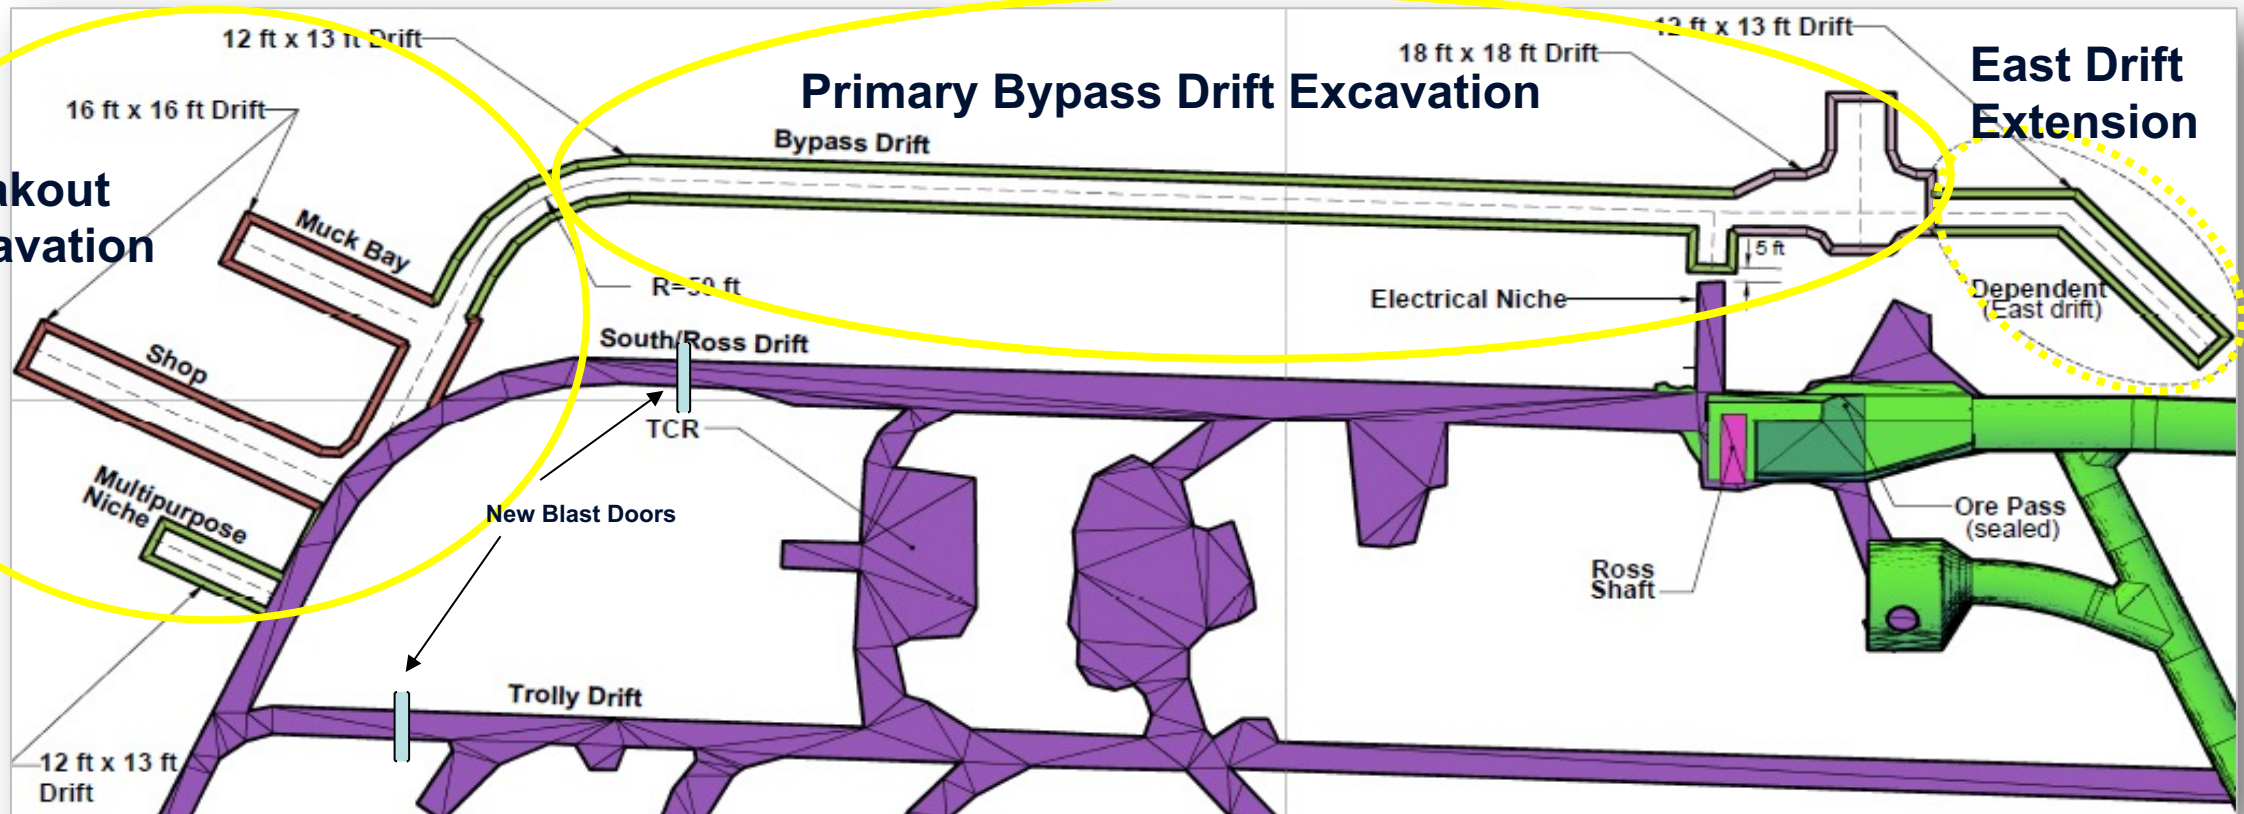 12 ft x 13 ft Drift
12 ft x 13 ft Drift
18 ft x 18 ft Drift
East Drift
Extension
Primary Bypass Drift Excavation
16 ft x 16 ft Drift
Bypass Drift
akout
avation
Muck Bay
5 ft
R=50 ft
Electrical Niche
Dependent
(East drift)
South/Ross Drift
Shop
TCR
Multipurpose
Niche
New Blast Doors
Ore Pass
(sealed)
Ross
Shaft
Trolly Drift
12 ft x 13 ft
Drift